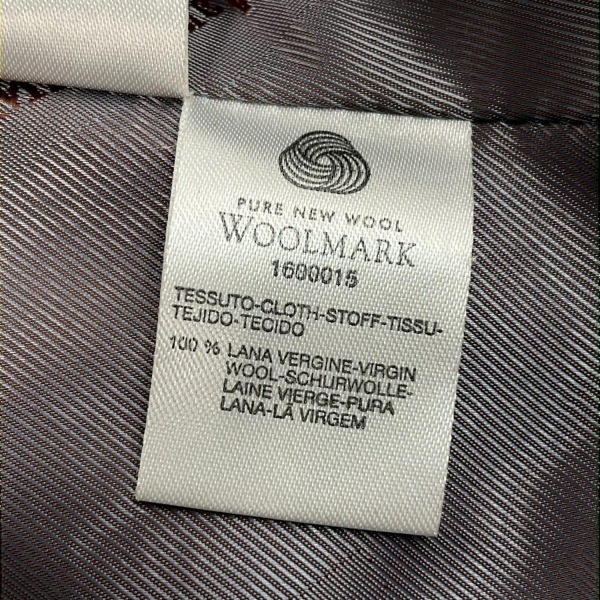 PURE NEW WOOL
WOOLMARK
1600015
TESSUTO-CLOTH-STOFF-TISSU-
TEJIDO-TECIDO
100 % LANA VERGINE-VIRGIN
WOOL-SCHURWOLLE-
LAINE VIERGE-PURA
LANA-LÃ VIRGEM